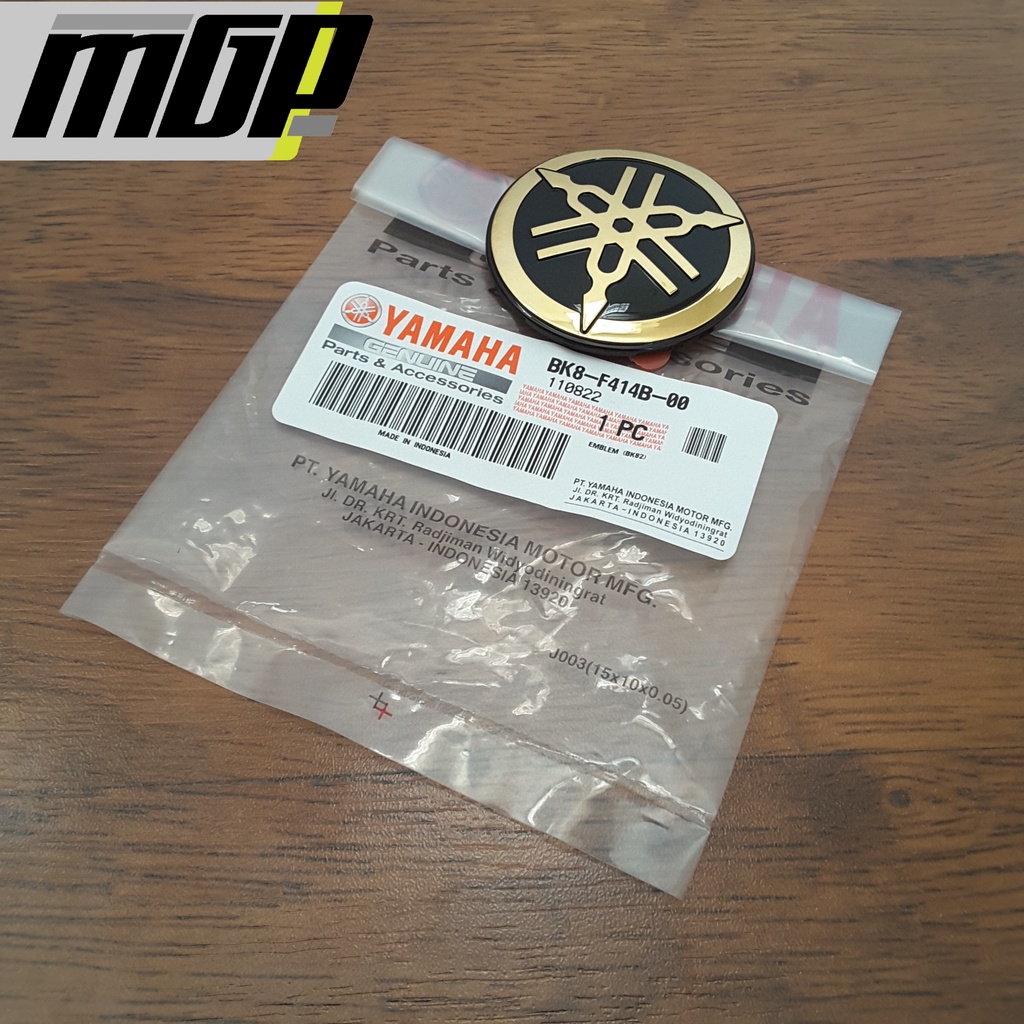 MGP
Parts
ssories
YAMAHA
GENUINE
Parts & Accessories
BK8-F414B-00
110822
1 PC
EMBLEM (BK82)
MADE IN INDONESIA
PT. YAMAHA INDONESIA MOTOR MFG.
Jl. DR. KRT. Radjiman Widyodiningrat
JAKARTA-INDONESIA 13920
PT. YAMAHA INDONESIA MOTOR MFG.
Jl. DR. KRT. Radjiman Widyodiningrat
JAKARTA - INDONESIA 13920
J003(15x10x0.05)